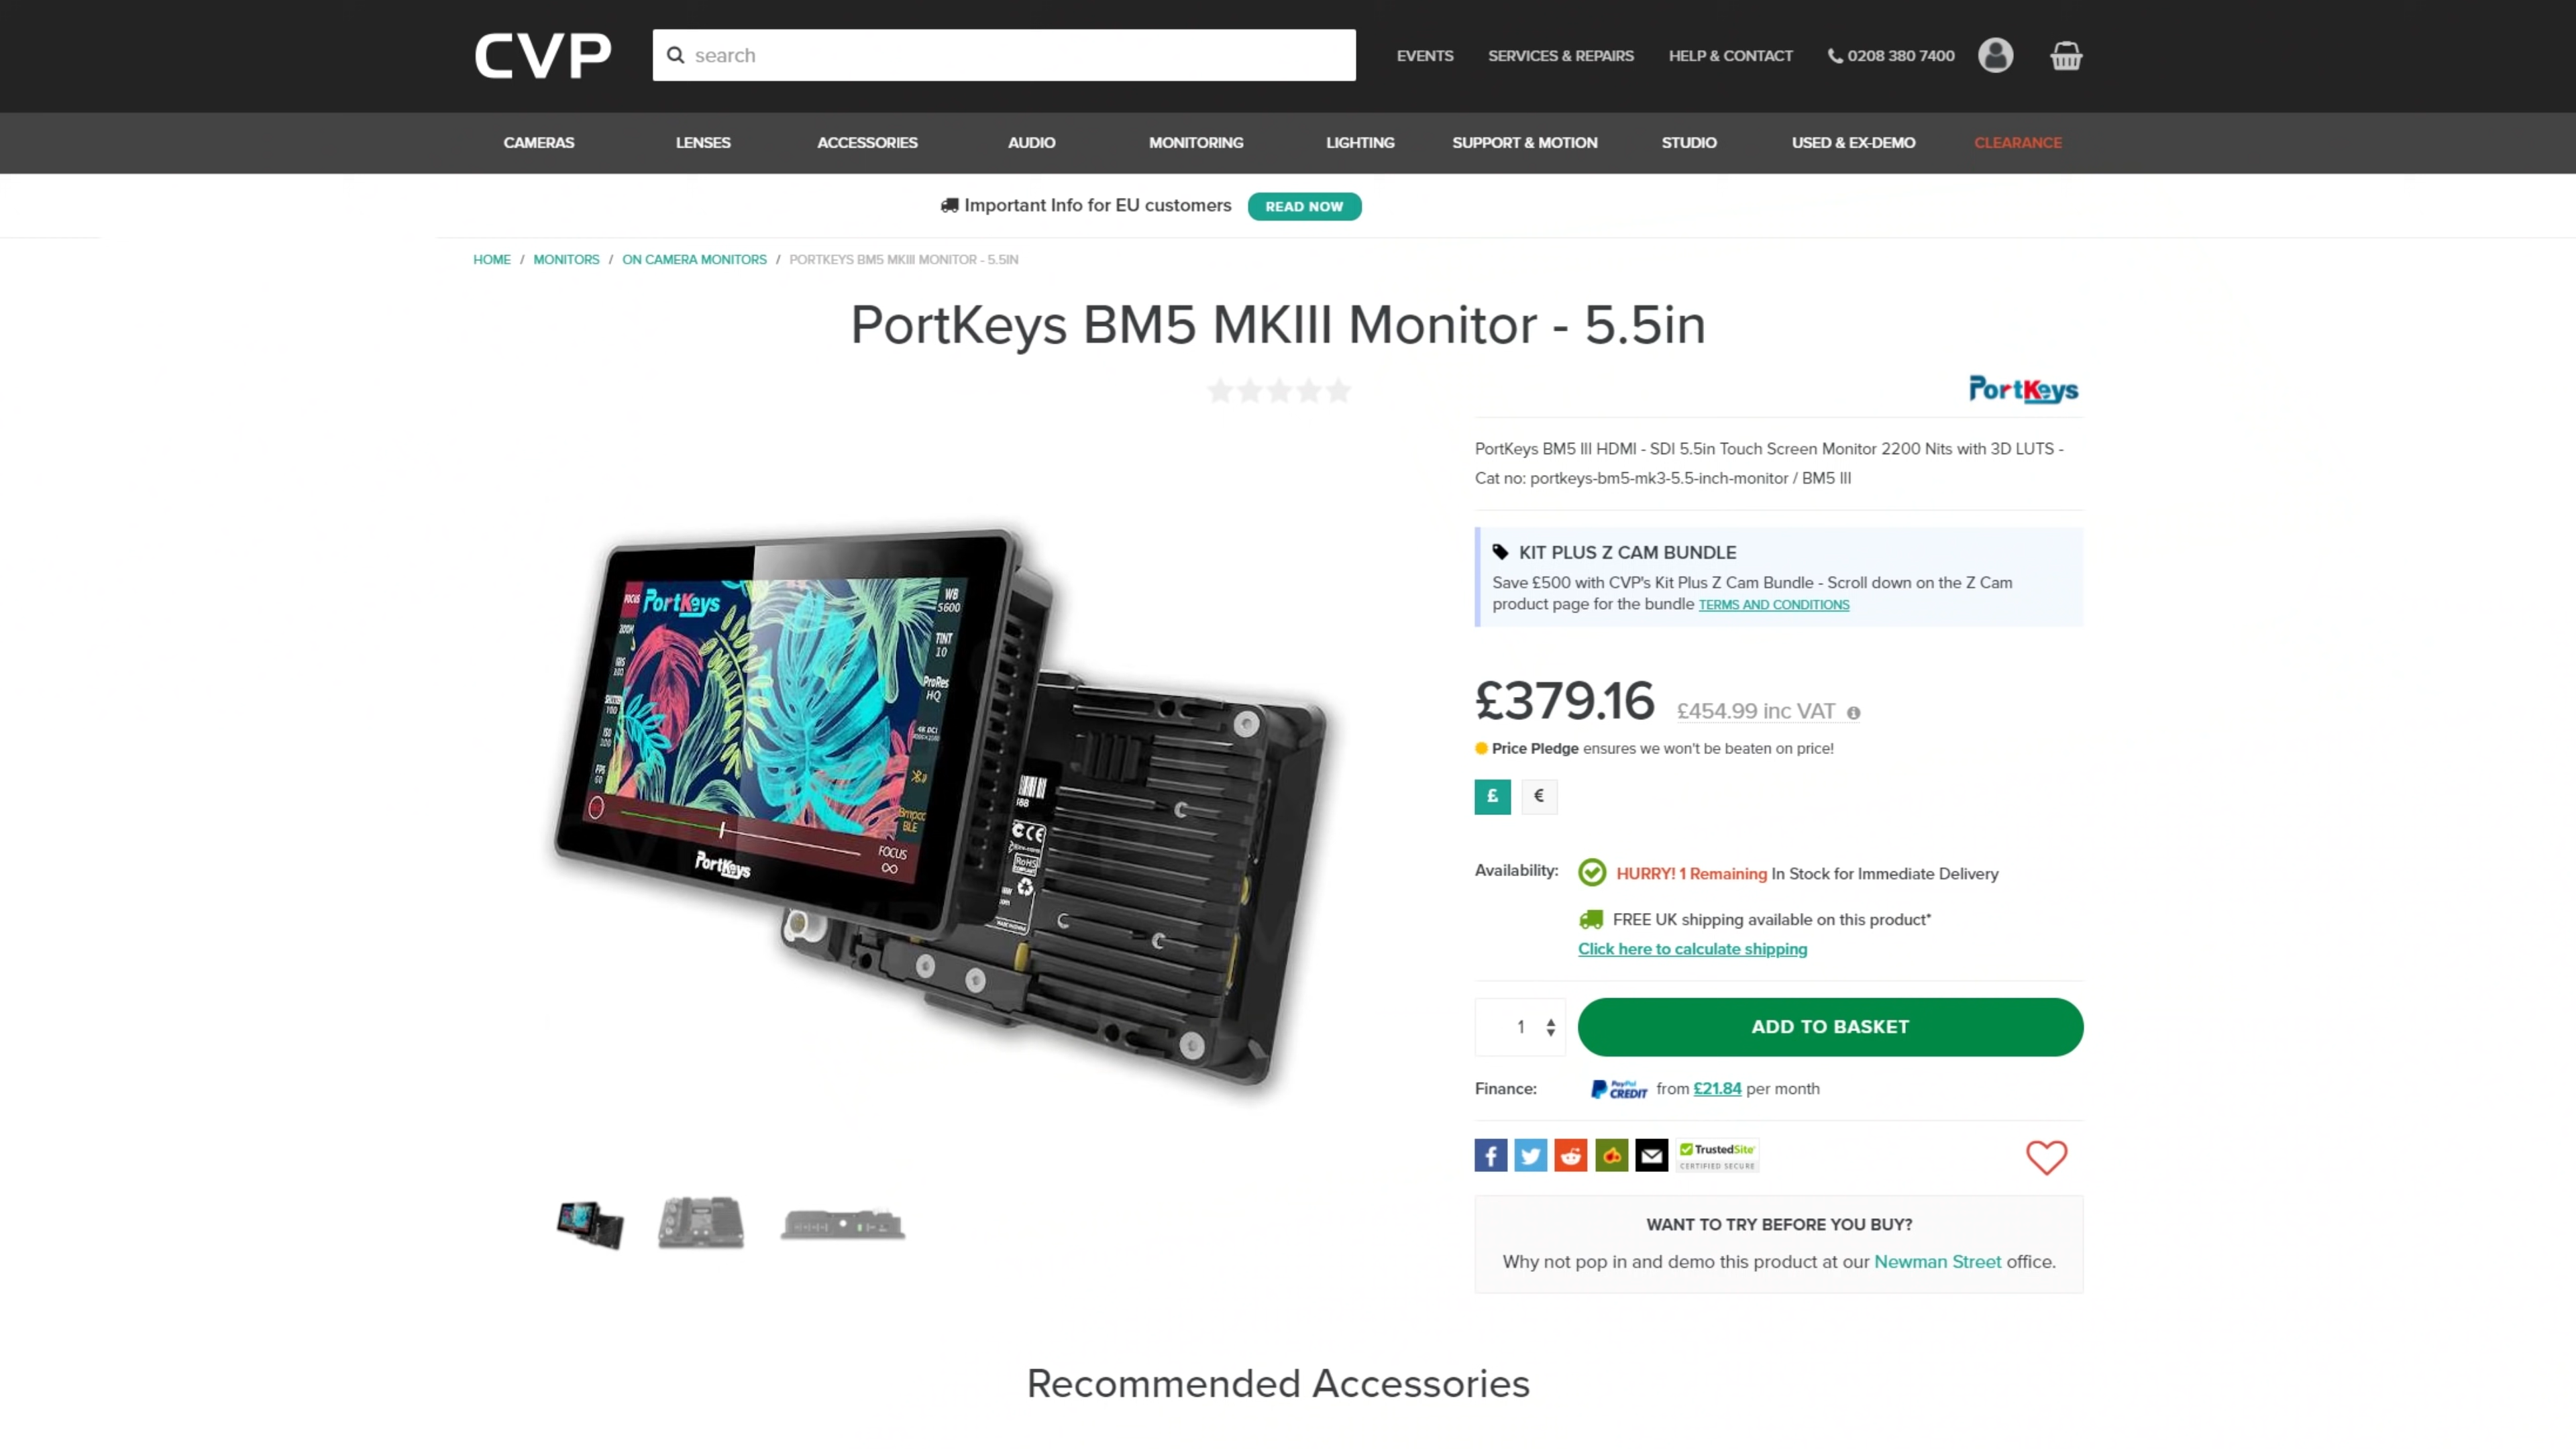 CVP
search
EVENTS
SERVICES & REPAIRS
HELP & CONTACT
0208 380 7400
CAMERAS
LENSES
ACCESSORIES
AUDIO
MONITORING
LIGHTING
SUPPORT & MOTION
STUDIO
USED & EX-DEMO
CLEARANCE
Important Info for EU customers
READ NOW
HOME / MONITORS / ON CAMERA MONITORS / PORTKEYS BM5 MKIII MONITOR - 5.5IN
PortKeys BM5 MKIII Monitor - 5.5in
PortKeys
PortKeys BM5 III HDMI - SDI 5.5in Touch Screen Monitor 2200 Nits with 3D LUTS -
Cat no: portkeys-bm5-mk3-5.5-inch-monitor / BM5 III
KIT PLUS Z CAM BUNDLE
Save £500 with CVP's Kit Plus Z Cam Bundle - Scroll down on the Z Cam
product page for the bundle TERMS AND CONDITIONS
FOCUS
PortKeys
WB
5600
TINT
10
ProRes
HQ
ISO
FPS
60
Bmpcc
BLE
FOCUS
∞
PortKeys
188
CE
RoHS
£379.16 £454.99 inc VAT
Price Pledge ensures we won't be beaten on price!
£
€
Availability:
HURRY! 1 Remaining In Stock for Immediate Delivery
FREE UK shipping available on this product*
Click here to calculate shipping
1
ADD TO BASKET
Finance:
PayPal
CREDIT
from £21.84 per month
TrustedSite
CERTIFIED SECURE
WANT TO TRY BEFORE YOU BUY?
Why not pop in and demo this product at our Newman Street office.
Recommended Accessories